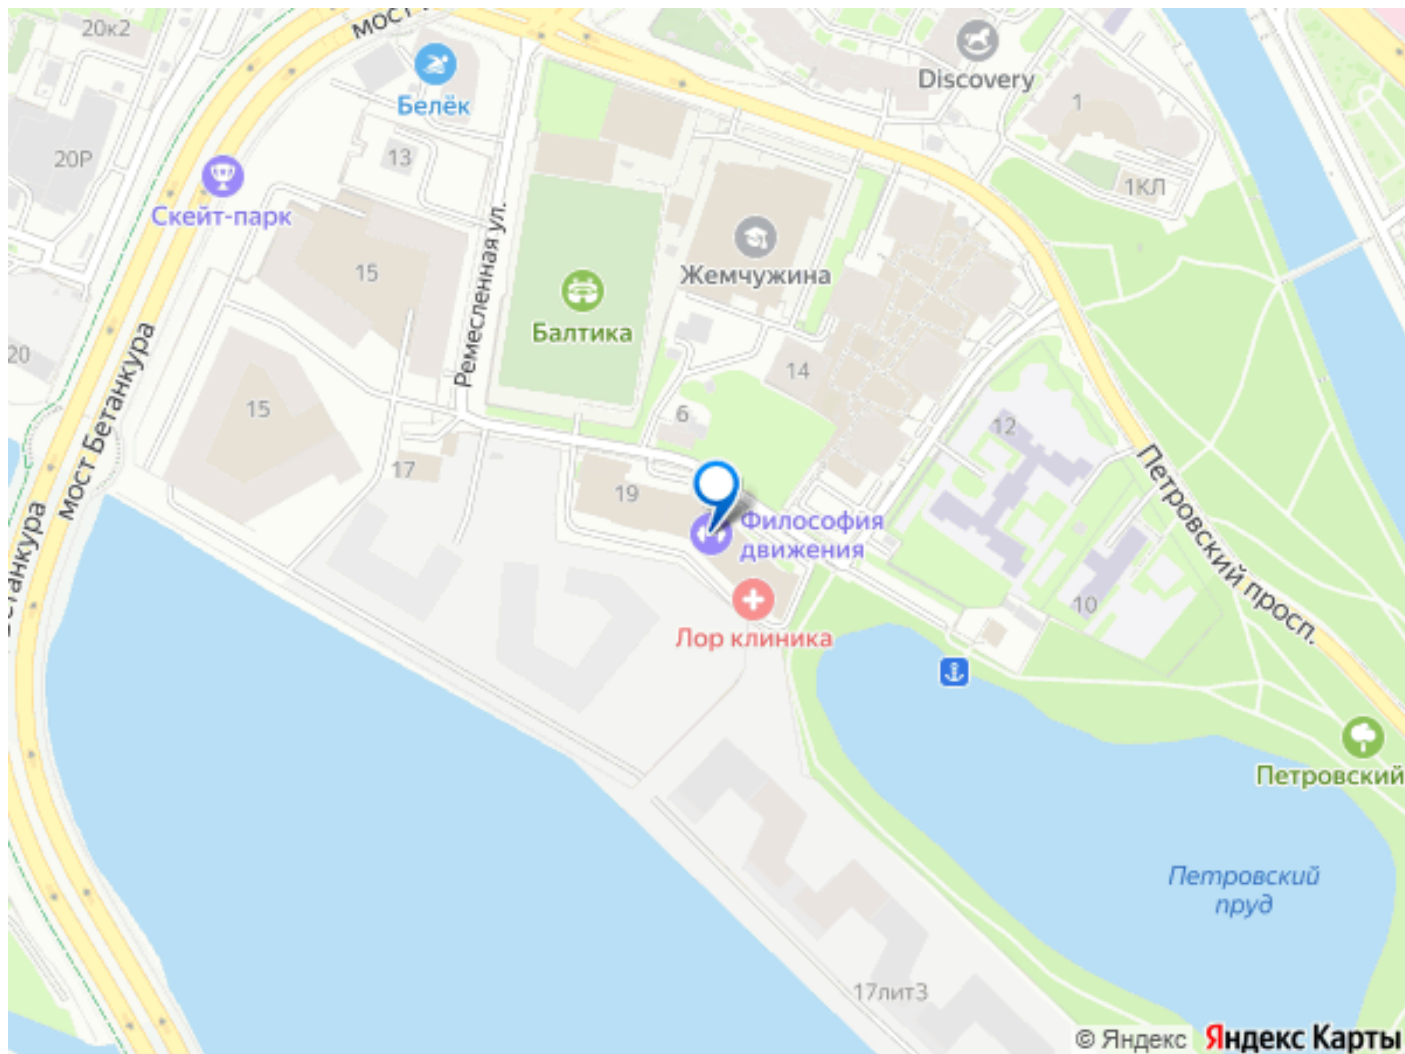 20к2
мост
Discovery
Белёк
1
20Р
13
1КЛ
Скейт-парк
Ремесленная ул.
15
Жемчужина
Балтика
20
мост Бетанкура
14
15
6
12
17
19
Петровский просп.
Бетанкура
Философия
движения
10
Лор клиника
Петровский
Петровский
пруд
17лит3
© Яндекс Яндекс Карты